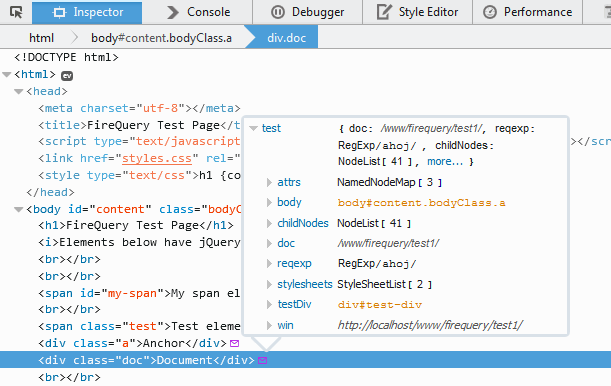 Inspector Console Debugger Style Editor Performance
html body#content.bodyClass.a div.doc
<!DOCTYPE html>
<html> ev
<head>
<meta charset="utf-8"></meta>
<title>FireQuery Test Page</t
<script type="text/javascript ></scr
<link href="styles.css" rel="
<style type="text/css">h1 {co
</head>
<body id="content" class="bodyC
<h1>FireQuery Test Page</h1>
<i>Elements below have jQuery
<br></br>
<br></br>
<span id="my-span">My span el
<br></br>
<span class="test">Test eleme
<div class="a">Anchor</div>
<div class="doc">Document</div>
<br></br>
test { doc: /www/firequery/test1/, reqexp:
RegExp/ahoj/ , childNodes:
NodeList[ 41 ], more... }
attrs NamedNodeMap[ 3 ]
body body#content.bodyClass.a
childNodes NodeList[ 41 ]
doc /www/firequery/test1/
reqexp RegExp/ahoj/
stylesheets StyleSheetList[ 2 ]
testDiv div#test-div
win http://localhost/www/firequery/test1/